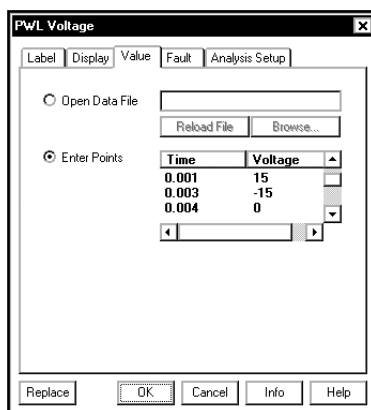 PWL Voltage
Label Display Value Fault Analysis Setup
Open Data File
Reload File Browse...
Enter Points
Time Voltage
0.001 15
0.003 -15
0.004 0
Replace OK Cancel Info Help